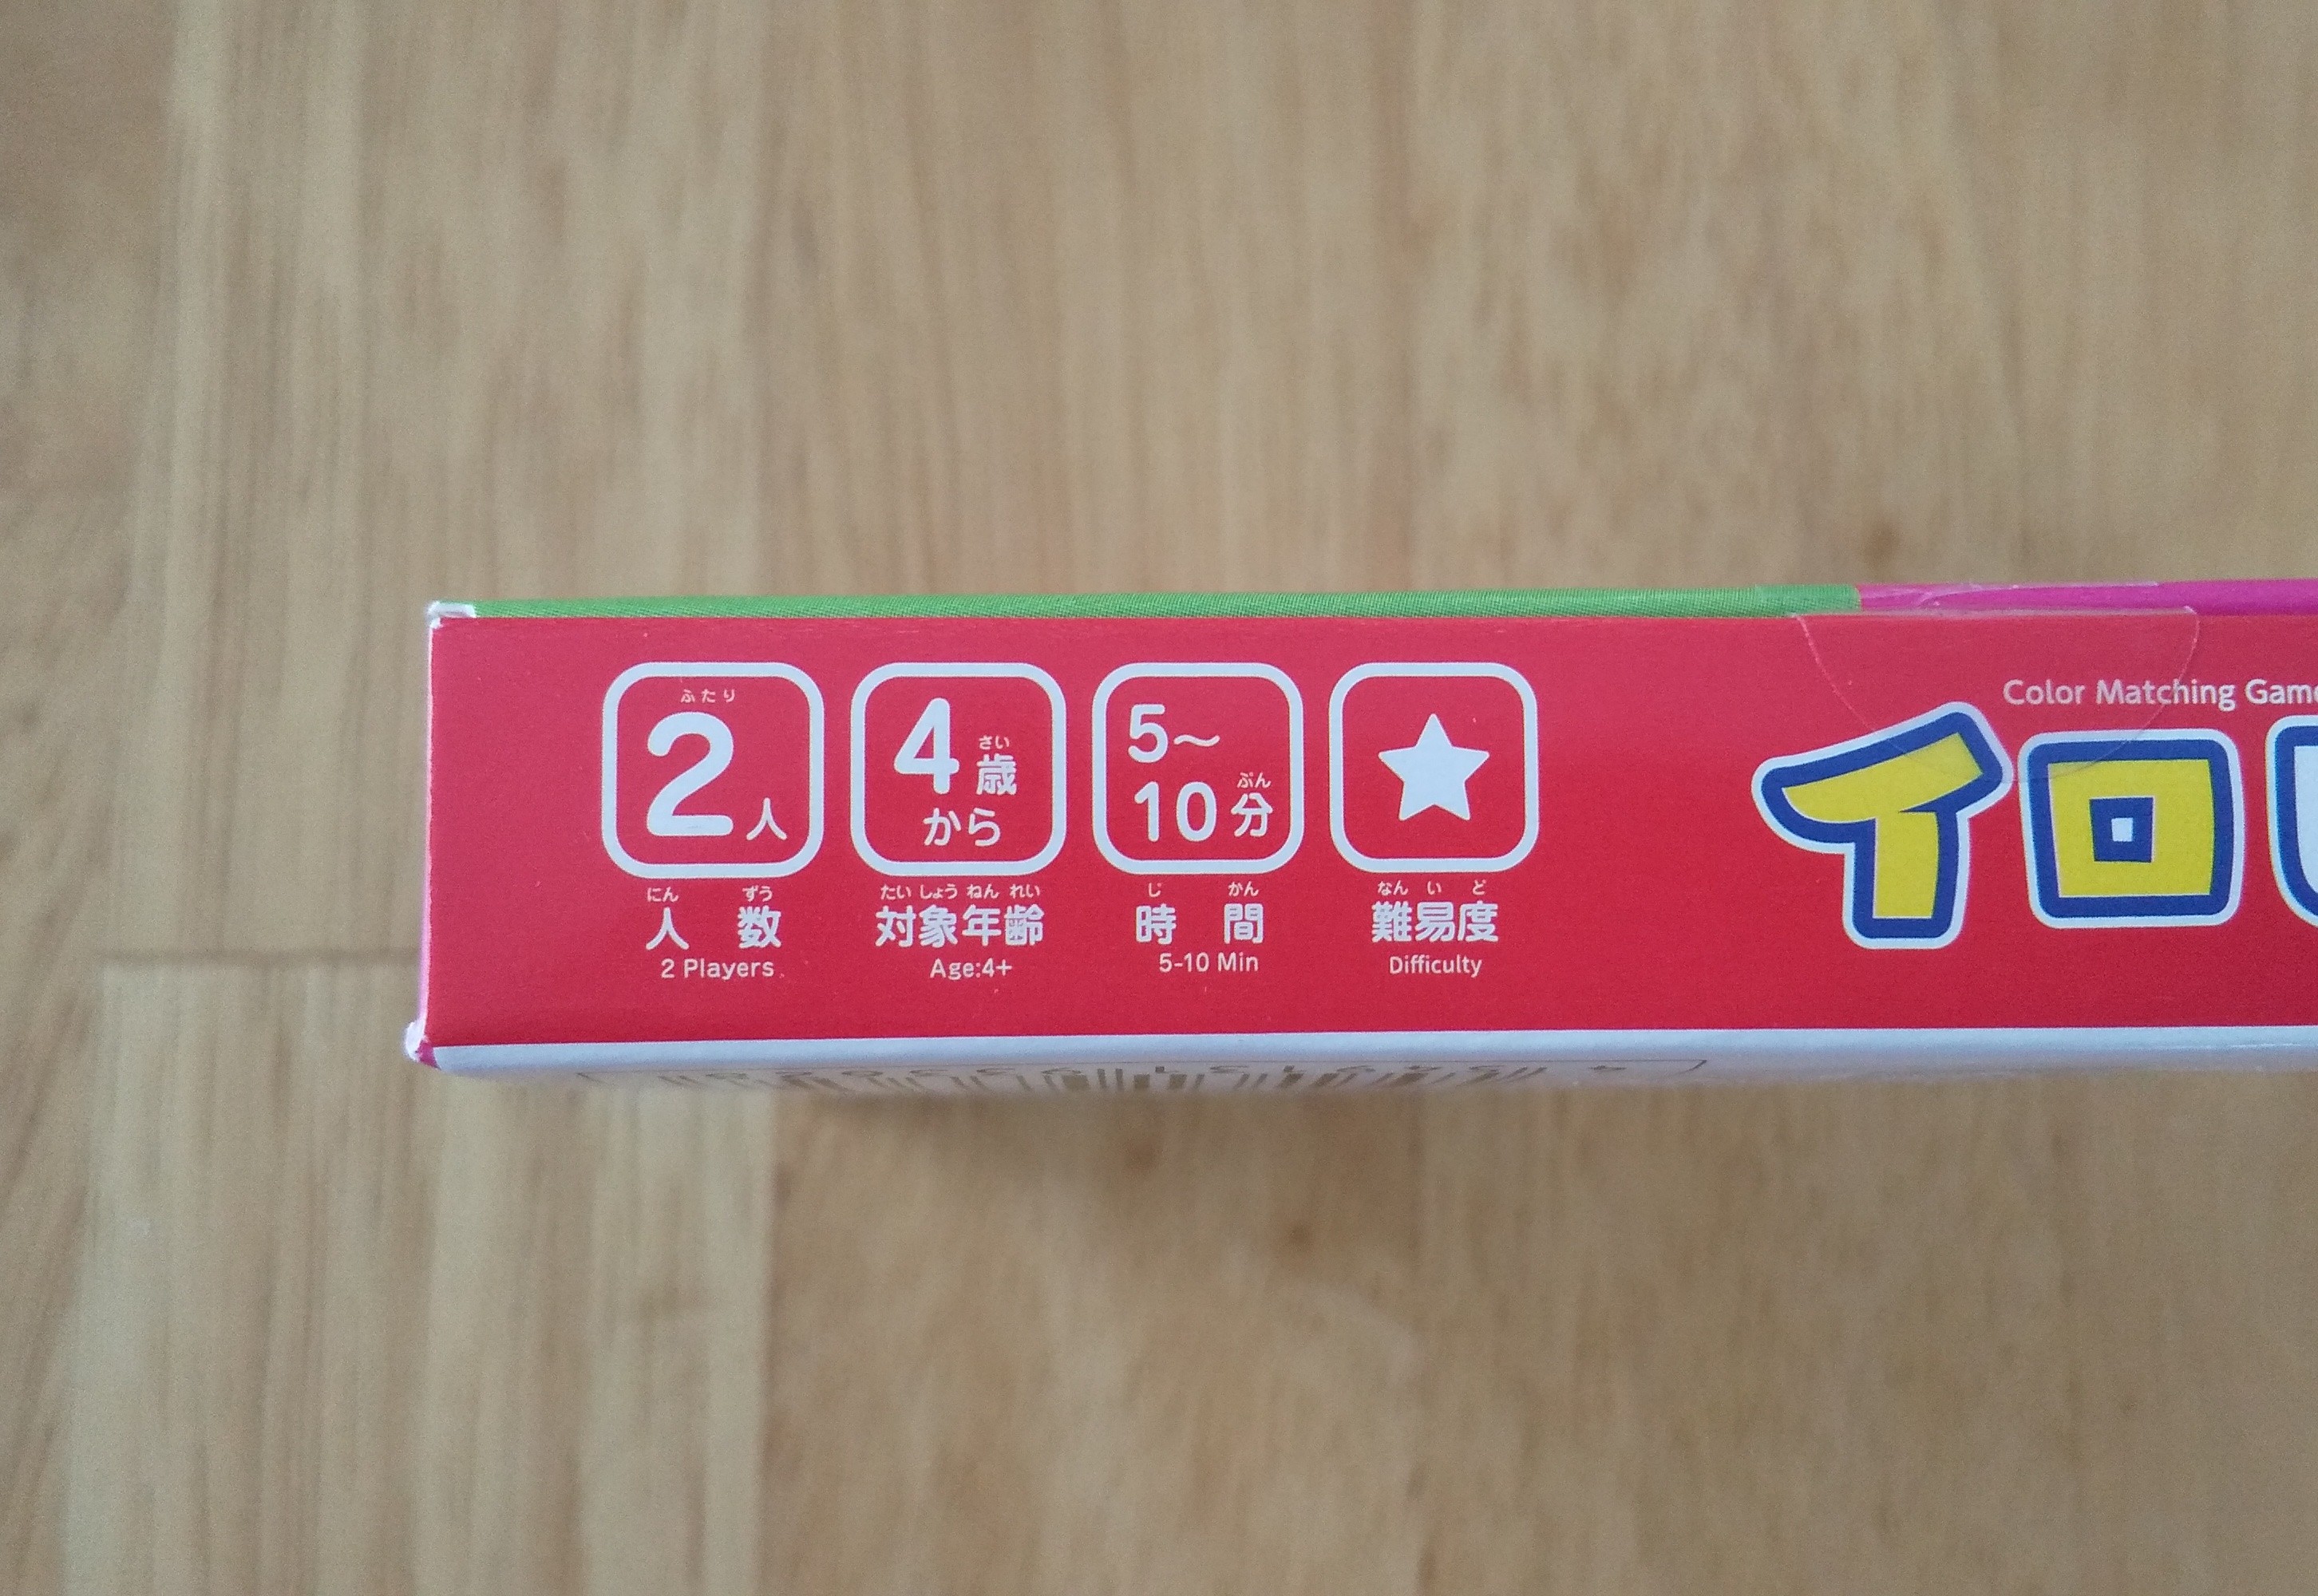 ふたり
2人
にん ずう
人 数
2 Players
4歳
さい
から
たい しょう ねん れい
対象年齢
Age:4+
5〜
10分
ぷん
じ かん
時 間
5-10 Min
★
なん い ど
難易度
Difficulty
Color Matching Game
イロ